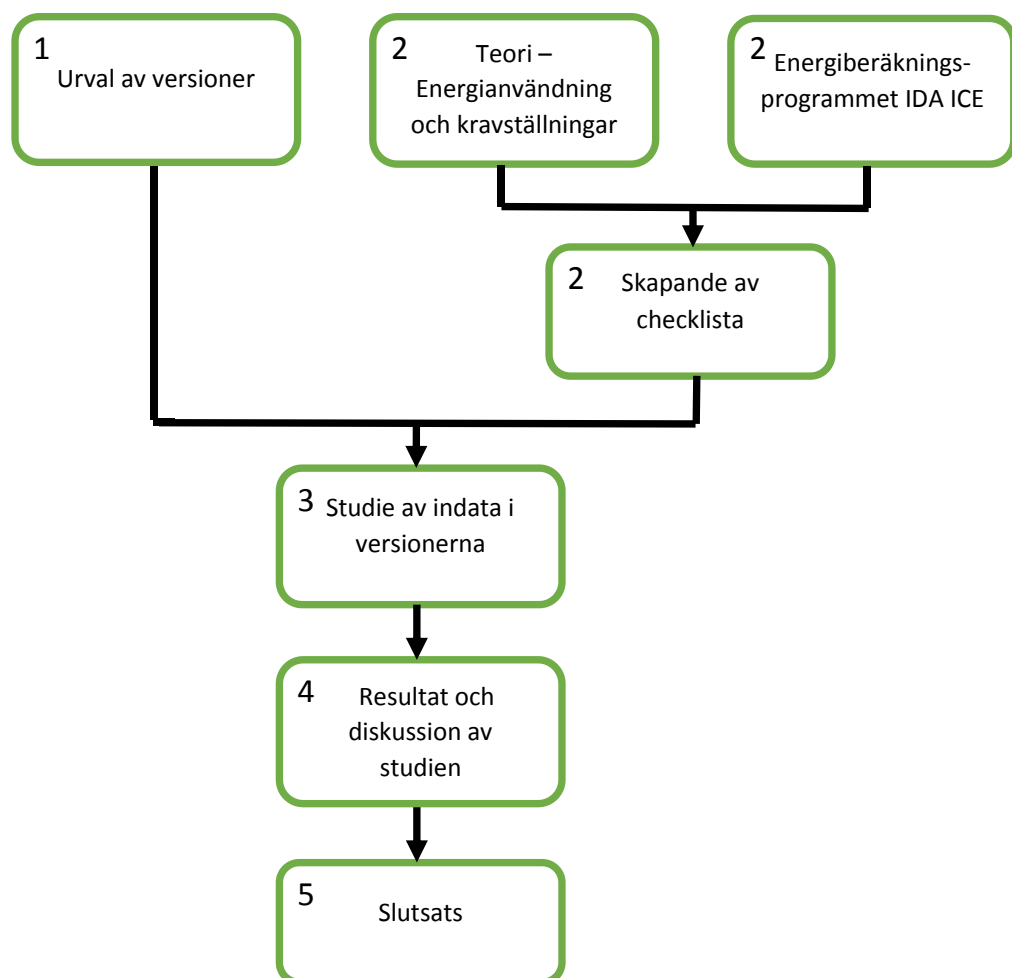 1
Urval av versioner
2
Teori –
Energianvändning
och kravställningar
2
Energiberäknings-
programmet IDA ICE
2
Skapande av
checklista
3
Studie av indata i
versionerna
4
Resultat och
diskussion av
studien
5
Slutsats